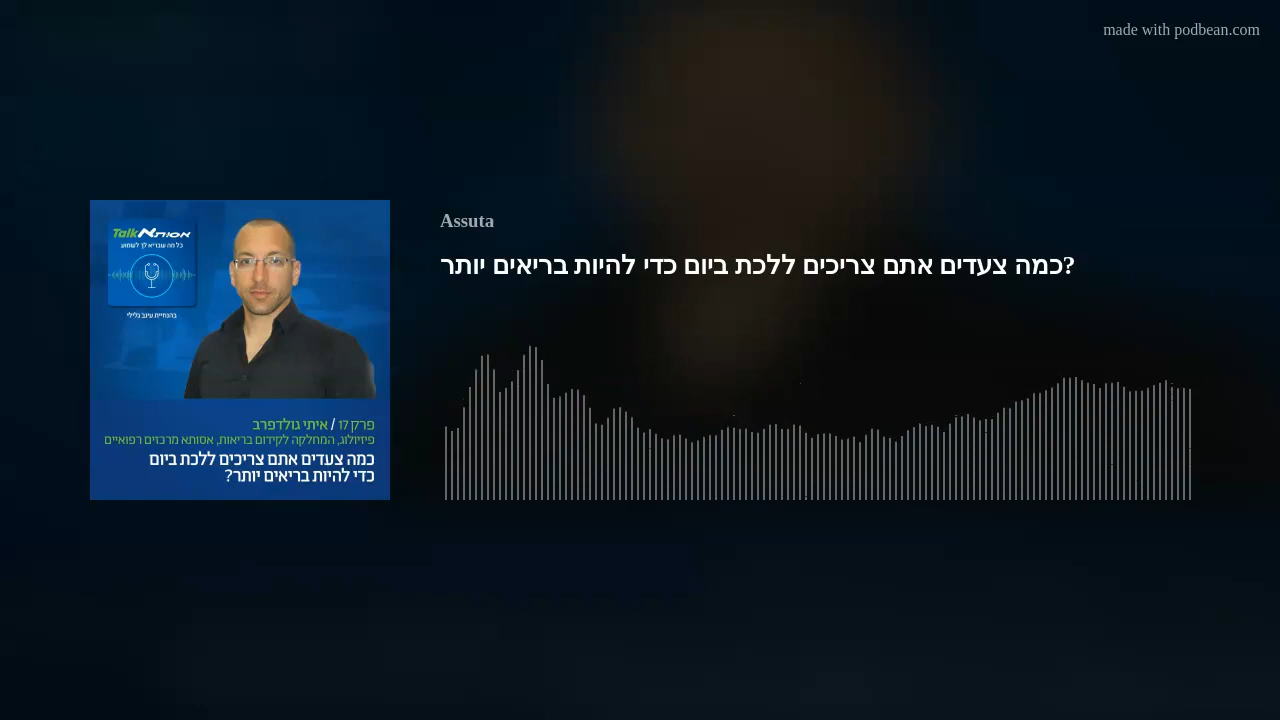 made with podbean.com
Assuta
כמה צעדים אתם צריכים ללכת ביום כדי להיות בריאים יותר?
אסותא Talk
כל מה שבריא לך לשמוע
בהנחיית עינב גלילי
פרק 17 / איתי גולדפרב
פיזיולוג, המחלקה לקידום בריאות, אסותא מרכזים רפואיים
כמה צעדים אתם צריכים ללכת ביום
כדי להיות בריאים יותר?